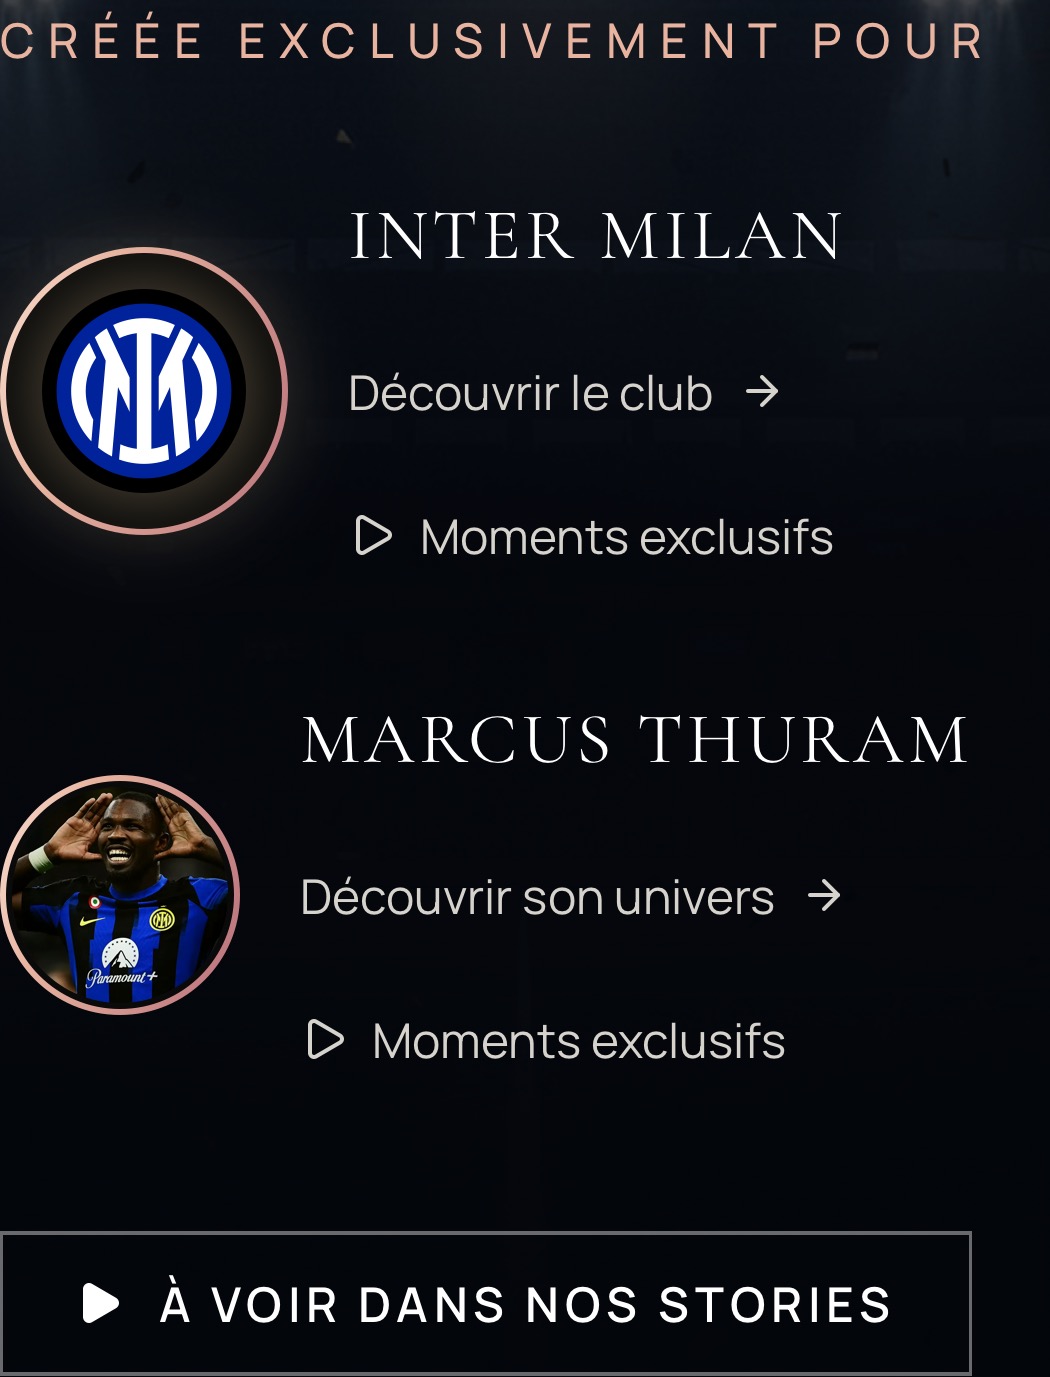 CRÉÉE EXCLUSIVEMENT POUR
INTER MILAN
Découvrir le club →
Moments exclusifs
MARCUS THURAM
Découvrir son univers →
Paramount+
Moments exclusifs
À VOIR DANS NOS STORIES